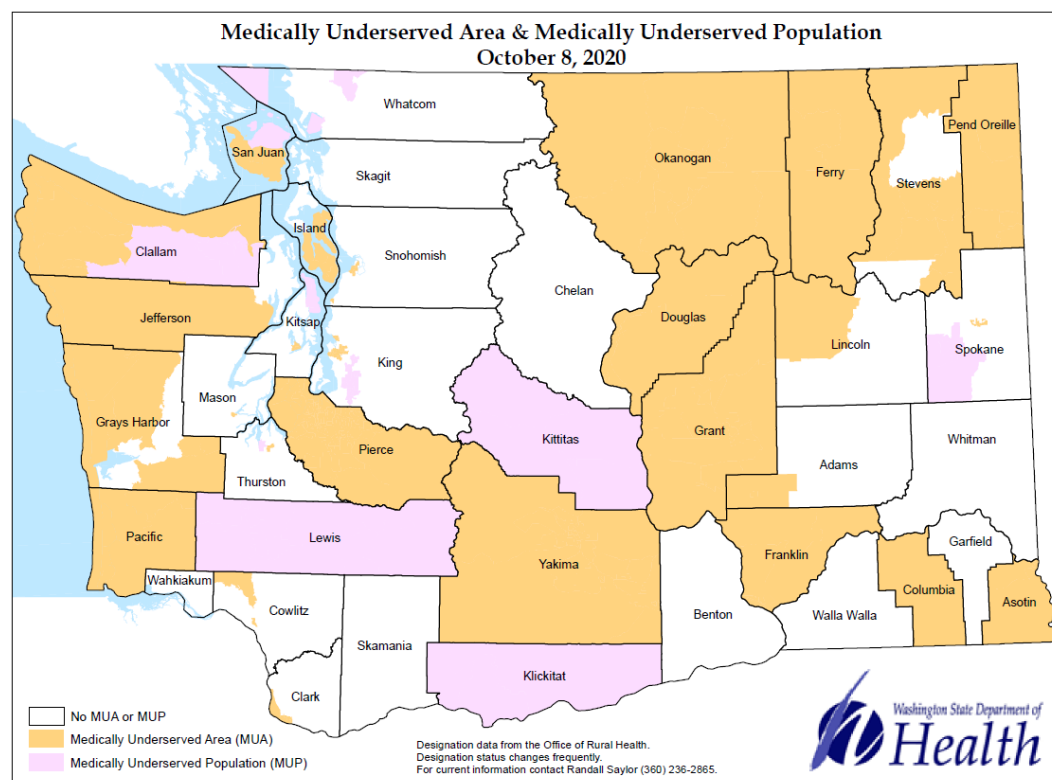 Medically Underserved Area & Medically Underserved Population
October 8, 2020
Whatcom
San Juan
Skagit
Okanogan
Ferry
Stevens
Pend Oreille
Island
Clallam
Snohomish
Chelan
Jefferson
Kitsap
Douglas
Lincoln
Spokane
King
Mason
Grays Harbor
Kittitas
Grant
Pierce
Whitman
Adams
Thurston
Pacific
Lewis
Yakima
Franklin
Garfield
Wahkiakum
Cowlitz
Columbia
Asotin
Benton
Walla Walla
Skamania
Klickitat
Clark
No MUA or MUP
Medically Underserved Area (MUA)
Medically Underserved Population (MUP)
Designation data from the Office of Rural Health.
Designation status changes frequently.
For current information contact Randall Saylor (360) 236-2865.
Washington State Department of
Health